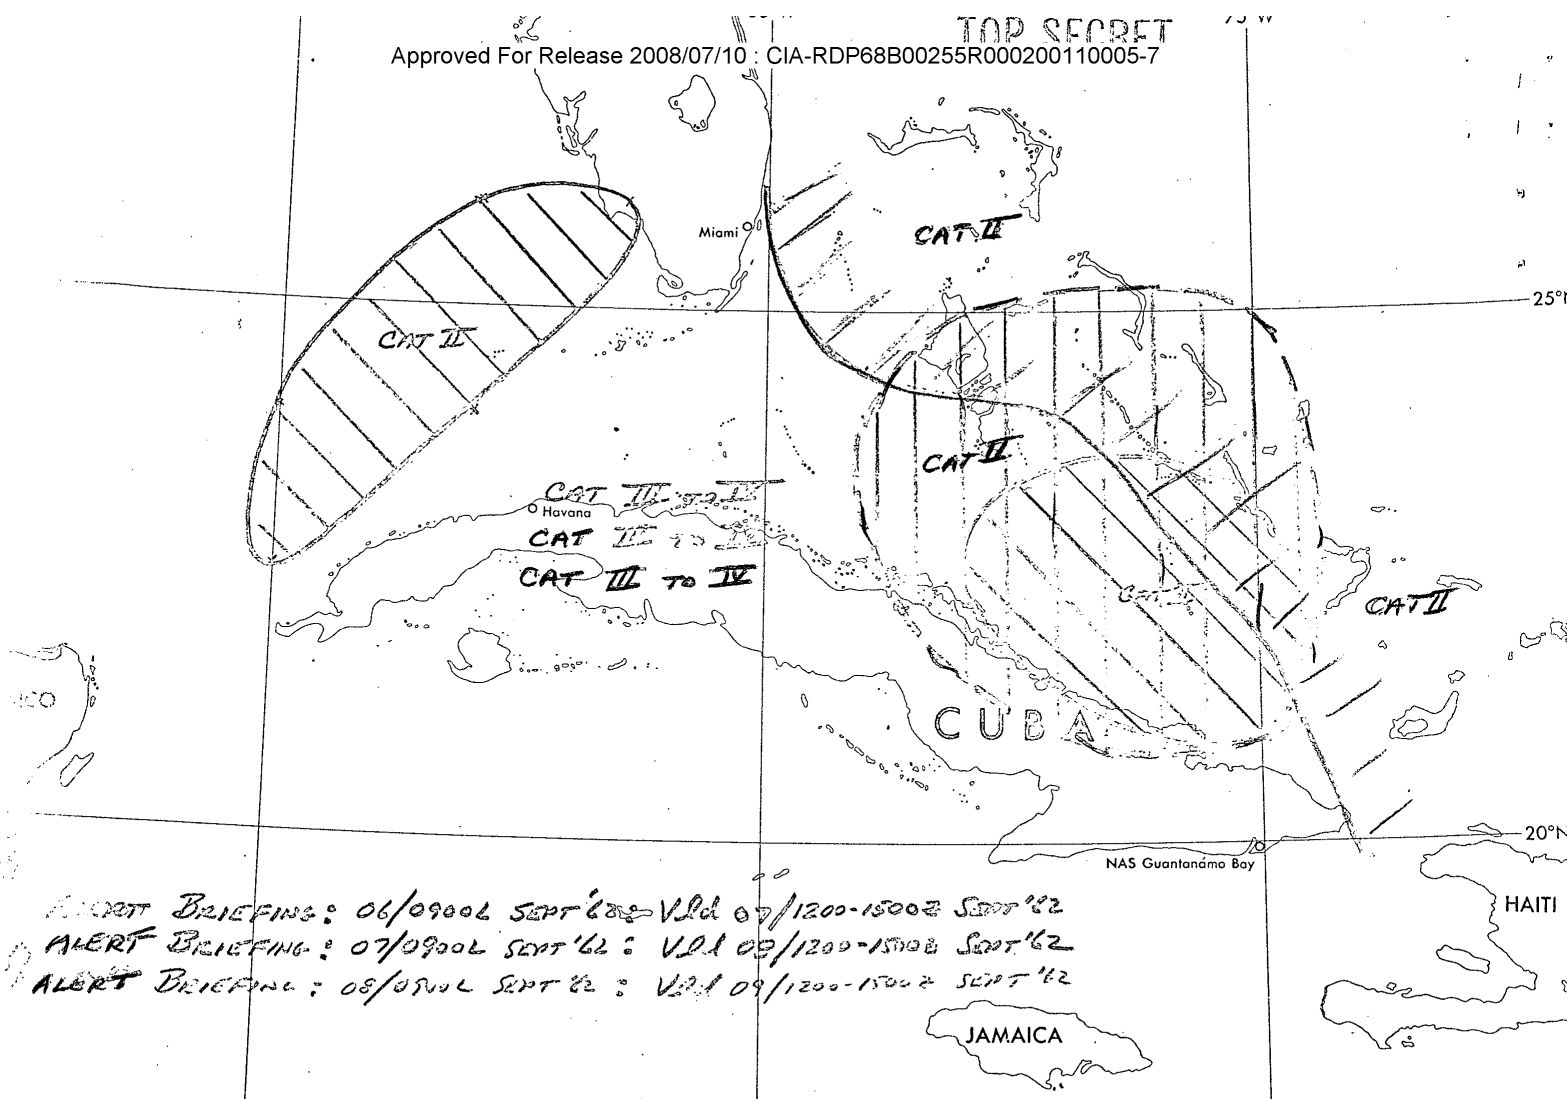 TOP SECRET
75°W
Approved For Release 2008/07/10 : CIA-RDP68B00255R000200110005-7
Miami
CAT II
25°N
CAT II
CAT II
CAT III TO IV
Havana
CAT III TO IV
CAT III TO IV
CAT II
CUBA
20°N
NAS Guantanámo Bay
HAITI
ALERT BRIEFING: 06/0900L SEPT '62 Vld 07/1200-1500Z SEPT '62
ALERT BRIEFING: 07/0900L SEPT '62 : Vld 08/1200-1500Z SEPT '62
ALERT BRIEFING: 08/0900L SEPT '62 : Vld 09/1200-1500Z SEPT '62
JAMAICA